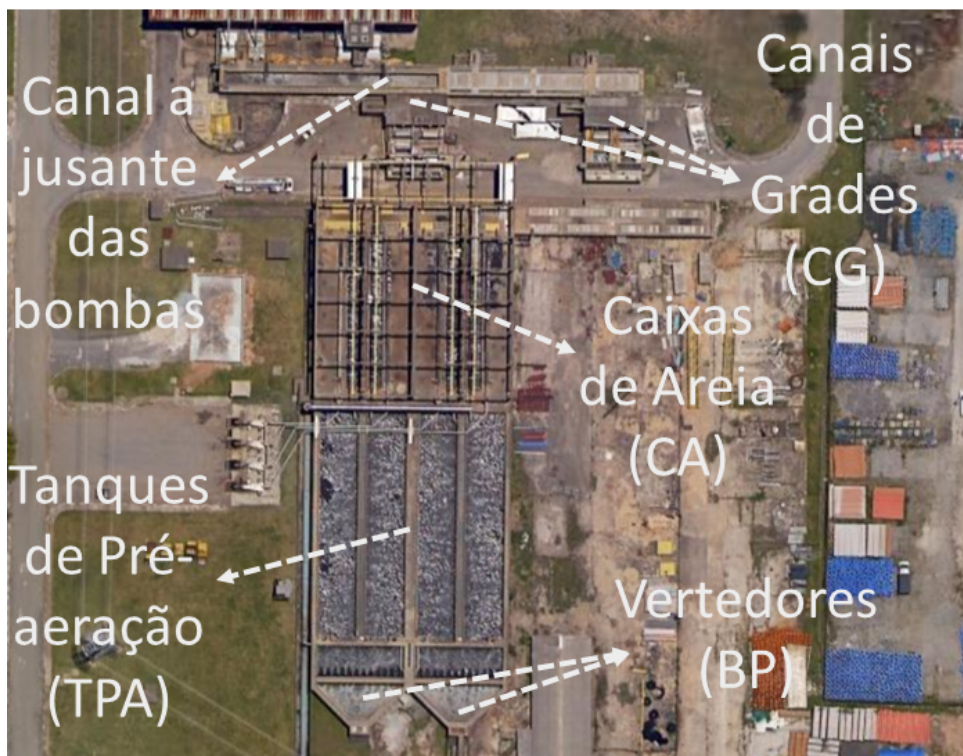 Canal a
jusante
das
bombas
Canais
de
Grades
(CG)
Caixas
de Areia
(CA)
Tanques
de Pré-
aeração
(TPA)
Vertedores
(BP)